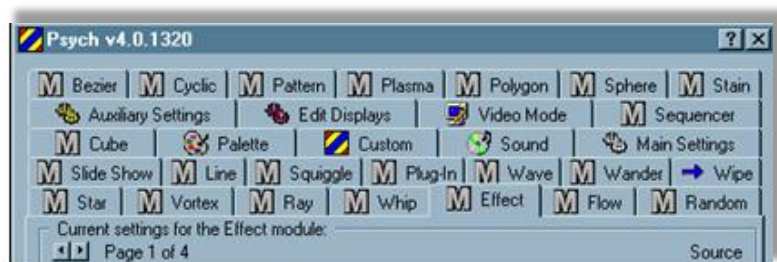 Psych v4.0.1320
Bezier Cyclic Pattern Plasma Polygon Sphere Stain
Auxiliary Settings Edit Displays Video Mode Sequencer
Cube Palette Custom Sound Main Settings
Slide Show Line Squiggle Plug-In Wave Wander Wipe
Star Vortex Ray Whip Effect Flow Random
Current settings for the Effect module:
Page 1 of 4 Source